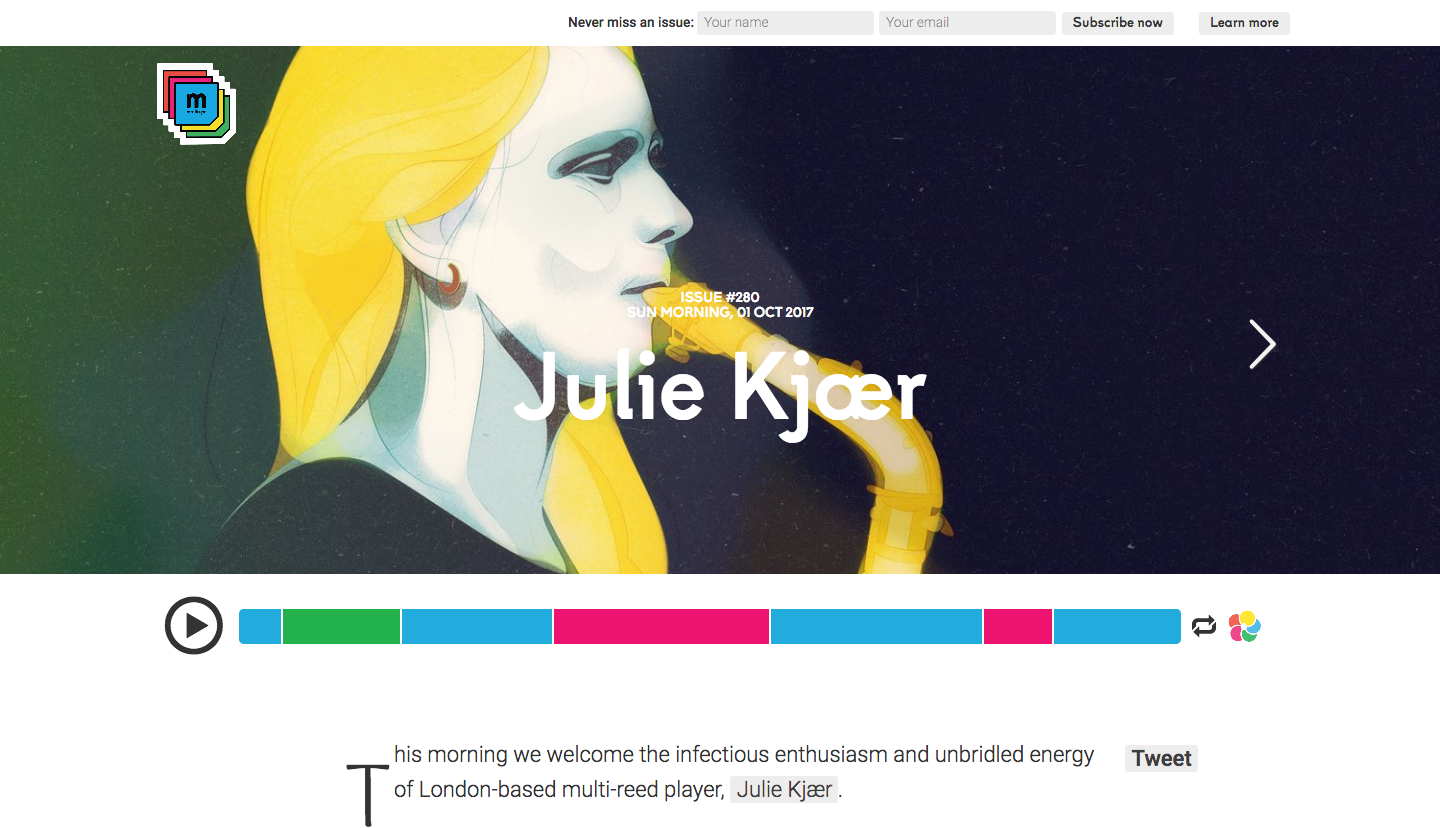 Never miss an issue: Your name Your email Subscribe now Learn more
m
ISSUE #280
SUN MORNING, 01 OCT 2017
Julie Kjær
This morning we welcome the infectious enthusiasm and unbridled energy
of London-based multi-reed player, Julie Kjær.
Tweet